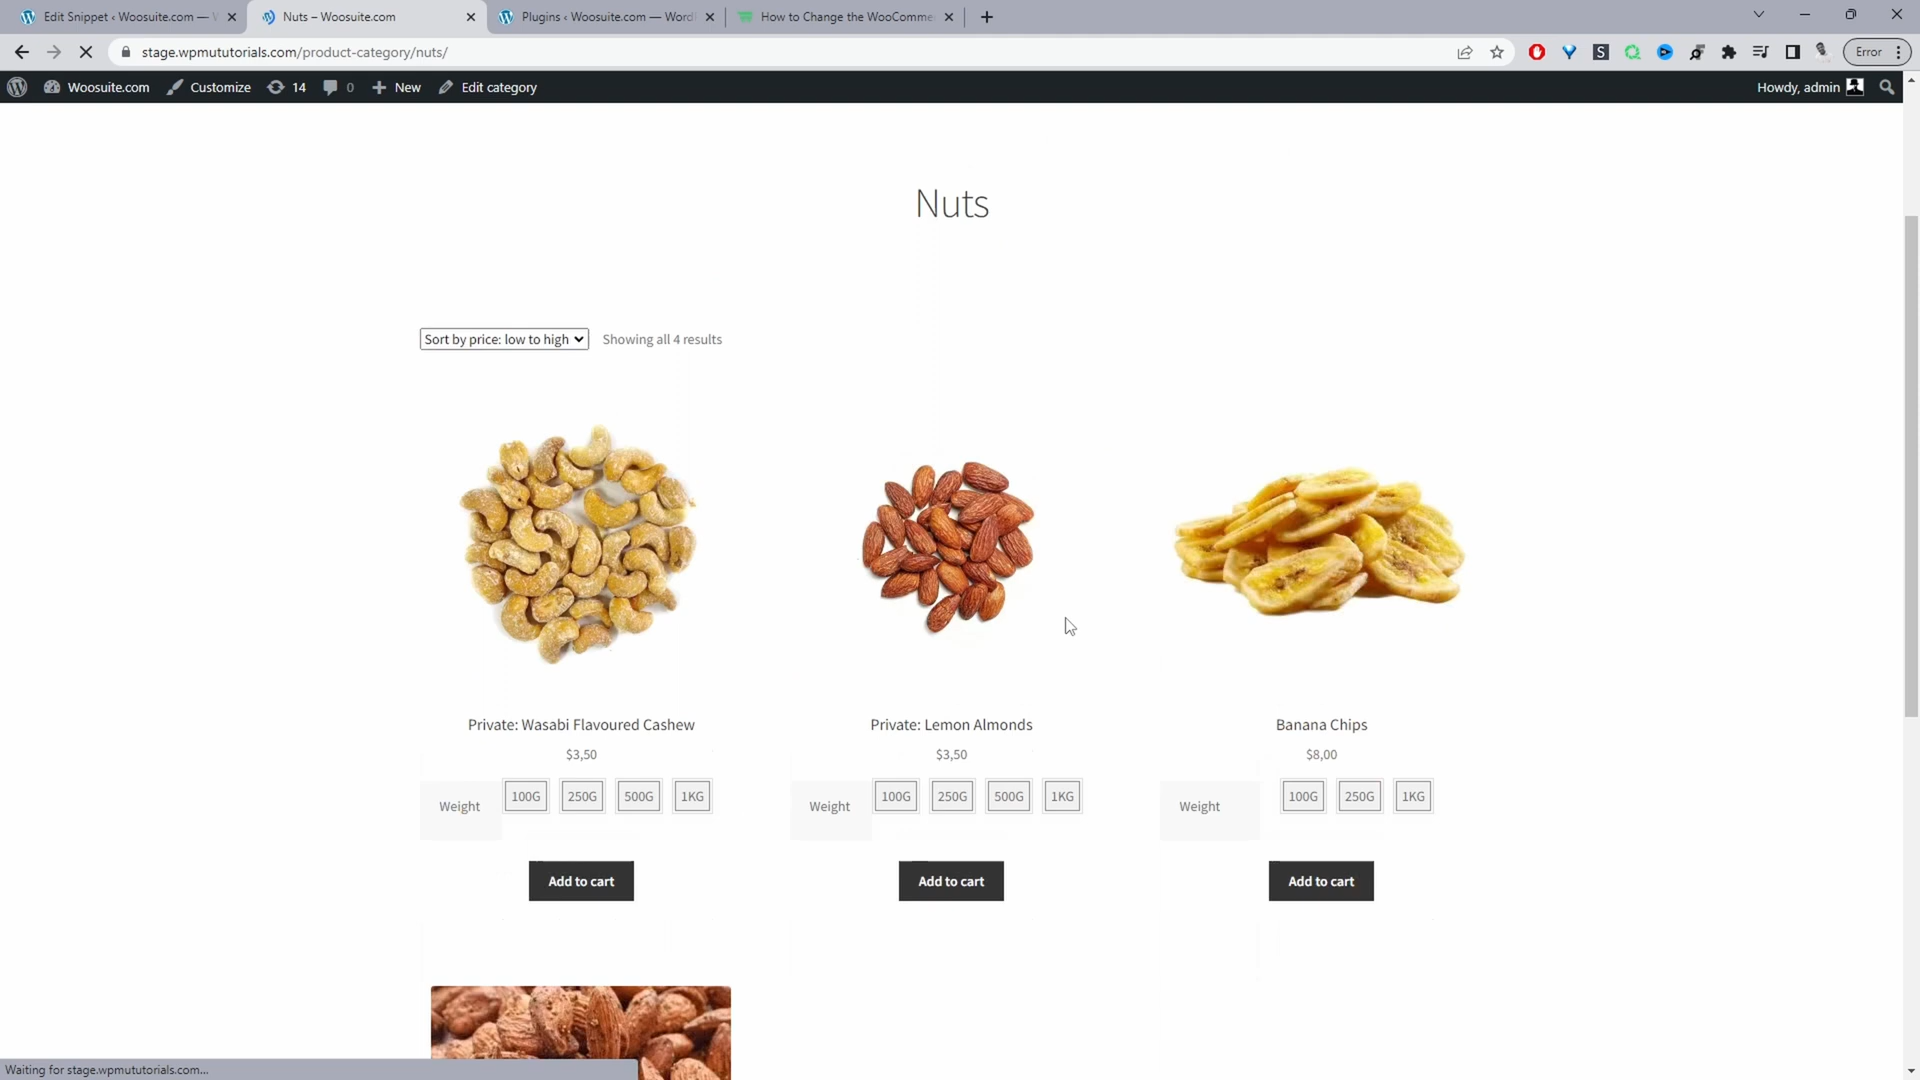 Edit Snippet ‹ Woosuite.com —
Nuts – Woosuite.com
Plugins ‹ Woosuite.com — Word
How to Change the WooComme
stage.wpmututorials.com/product-category/nuts/
Error
Woosuite.com
Customize
14
0
New
Edit category
Howdy, admin
Nuts
Sort by price: low to high
Showing all 4 results
Private: Wasabi Flavoured Cashew
Private: Lemon Almonds
Banana Chips
$3,50
$3,50
$8,00
Weight 100G 250G 500G 1KG
Weight 100G 250G 500G 1KG
Weight 100G 250G 1KG
Add to cart
Add to cart
Add to cart
Waiting for stage.wpmututorials.com...